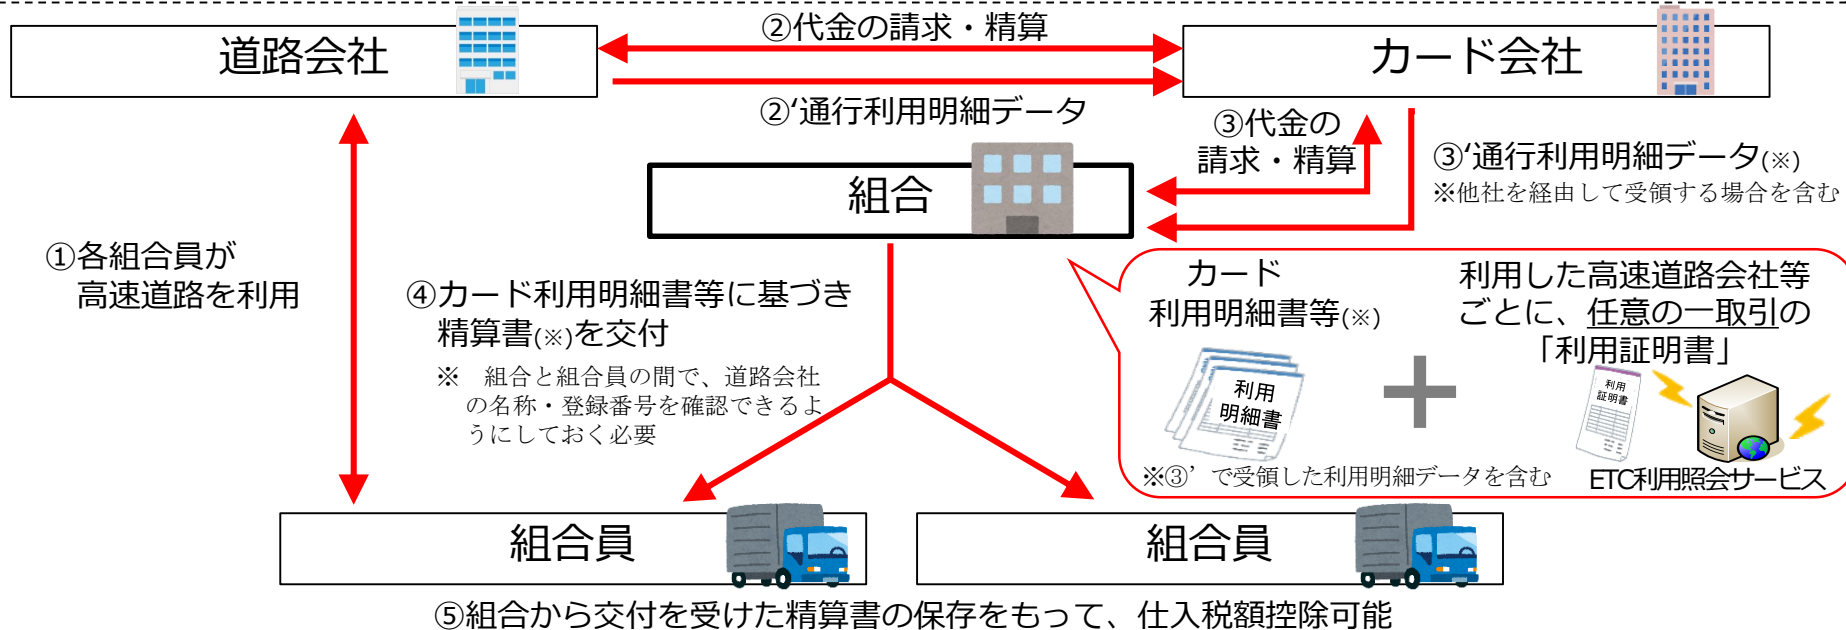 道路会社
②代金の請求・精算
カード会社
②‘通行利用明細データ
③代金の
請求・精算
③‘通行利用明細データ(※)
※他社を経由して受領する場合を含む
組合
①各組合員が
高速道路を利用
④カード利用明細書等に基づき
精算書(※)を交付
※ 組合と組合員の間で、道路会社
の名称・登録番号を確認できるよ
うにしておく必要
カード
利用明細書等(※)
利用した高速道路会社等
ごとに、任意の一取引の
「利用証明書」
利用
明細書
利用
証明書
※③’で受領した利用明細データを含む
ETC利用照会サービス
組合員
組合員
⑤組合から交付を受けた精算書の保存をもって、仕入税額控除可能